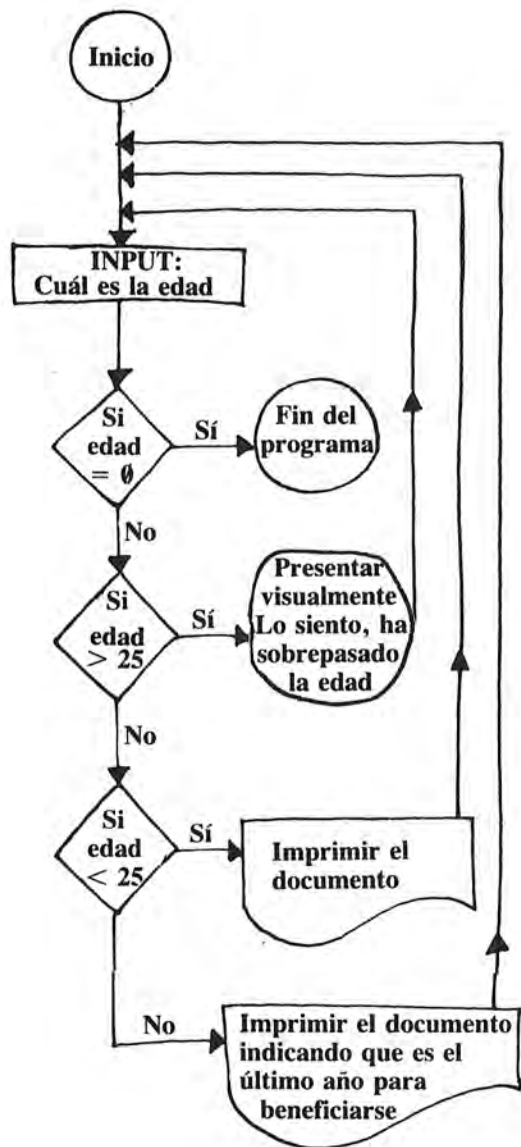 Inicio
INPUT:
Cuál es la edad
Si
edad
= 0
Sí
Fin del
programa
No
Si
edad
> 25
Sí
Presentar
visualmente
Lo siento, ha
sobrepasado
la edad
No
Si
edad
< 25
Sí
Imprimir el
documento
No
Imprimir el documento
indicando que es el
último año para
beneficiarse